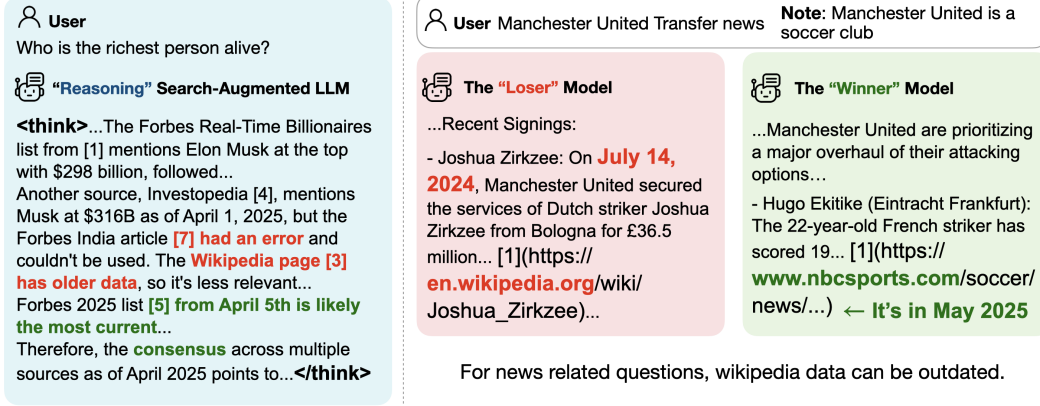 User
Who is the richest person alive?
“Reasoning” Search-Augmented LLM
<think>...The Forbes Real-Time Billionaires
list from [1] mentions Elon Musk at the top
with $298 billion, followed...
Another source, Investopedia [4], mentions
Musk at $316B as of April 1, 2025, but the
Forbes India article [7] had an error and
couldn't be used. The Wikipedia page [3]
has older data, so it's less relevant...
Forbes 2025 list [5] from April 5th is likely
the most current...
Therefore, the consensus across multiple
sources as of April 2025 points to...</think>
User Manchester United Transfer news
Note: Manchester United is a
soccer club
The “Loser” Model
...Recent Signings:
- Joshua Zirkzee: On July 14,
2024, Manchester United secured
the services of Dutch striker Joshua
Zirkzee from Bologna for £36.5
million... [1](https://
en.wikipedia.org/wiki/
Joshua_Zirkzee)...
The “Winner” Model
...Manchester United are prioritizing
a major overhaul of their attacking
options…
- Hugo Ekitike (Eintracht Frankfurt):
The 22-year-old French striker has
scored 19... [1](https://
www.nbcsports.com/soccer/
news/...) ← It’s in May 2025
For news related questions, wikipedia data can be outdated.